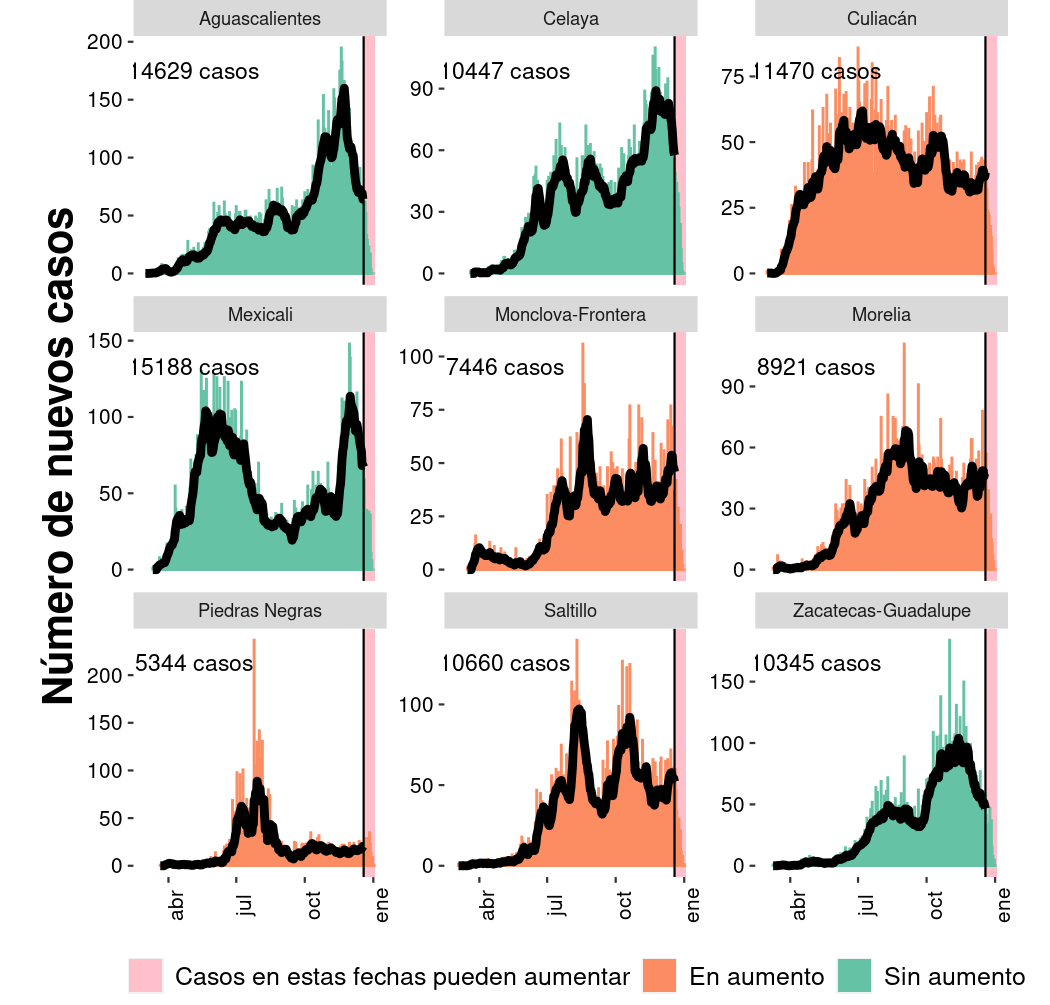 Número de nuevos casos
Aguascalientes
Celaya
Culiacán
200
150
100
50
0
14629 casos
90
60
30
0
10447 casos
75
50
25
0
11470 casos
Mexicali
Monclova-Frontera
Morelia
150
100
50
0
15188 casos
100
75
50
25
0
7446 casos
90
60
30
0
8921 casos
Piedras Negras
Saltillo
Zacatecas-Guadalupe
200
150
100
50
0
5344 casos
100
50
0
10660 casos
150
100
50
0
10345 casos
abr jul oct ene
abr jul oct ene
abr jul oct ene
Casos en estas fechas pueden aumentar
En aumento
Sin aumento